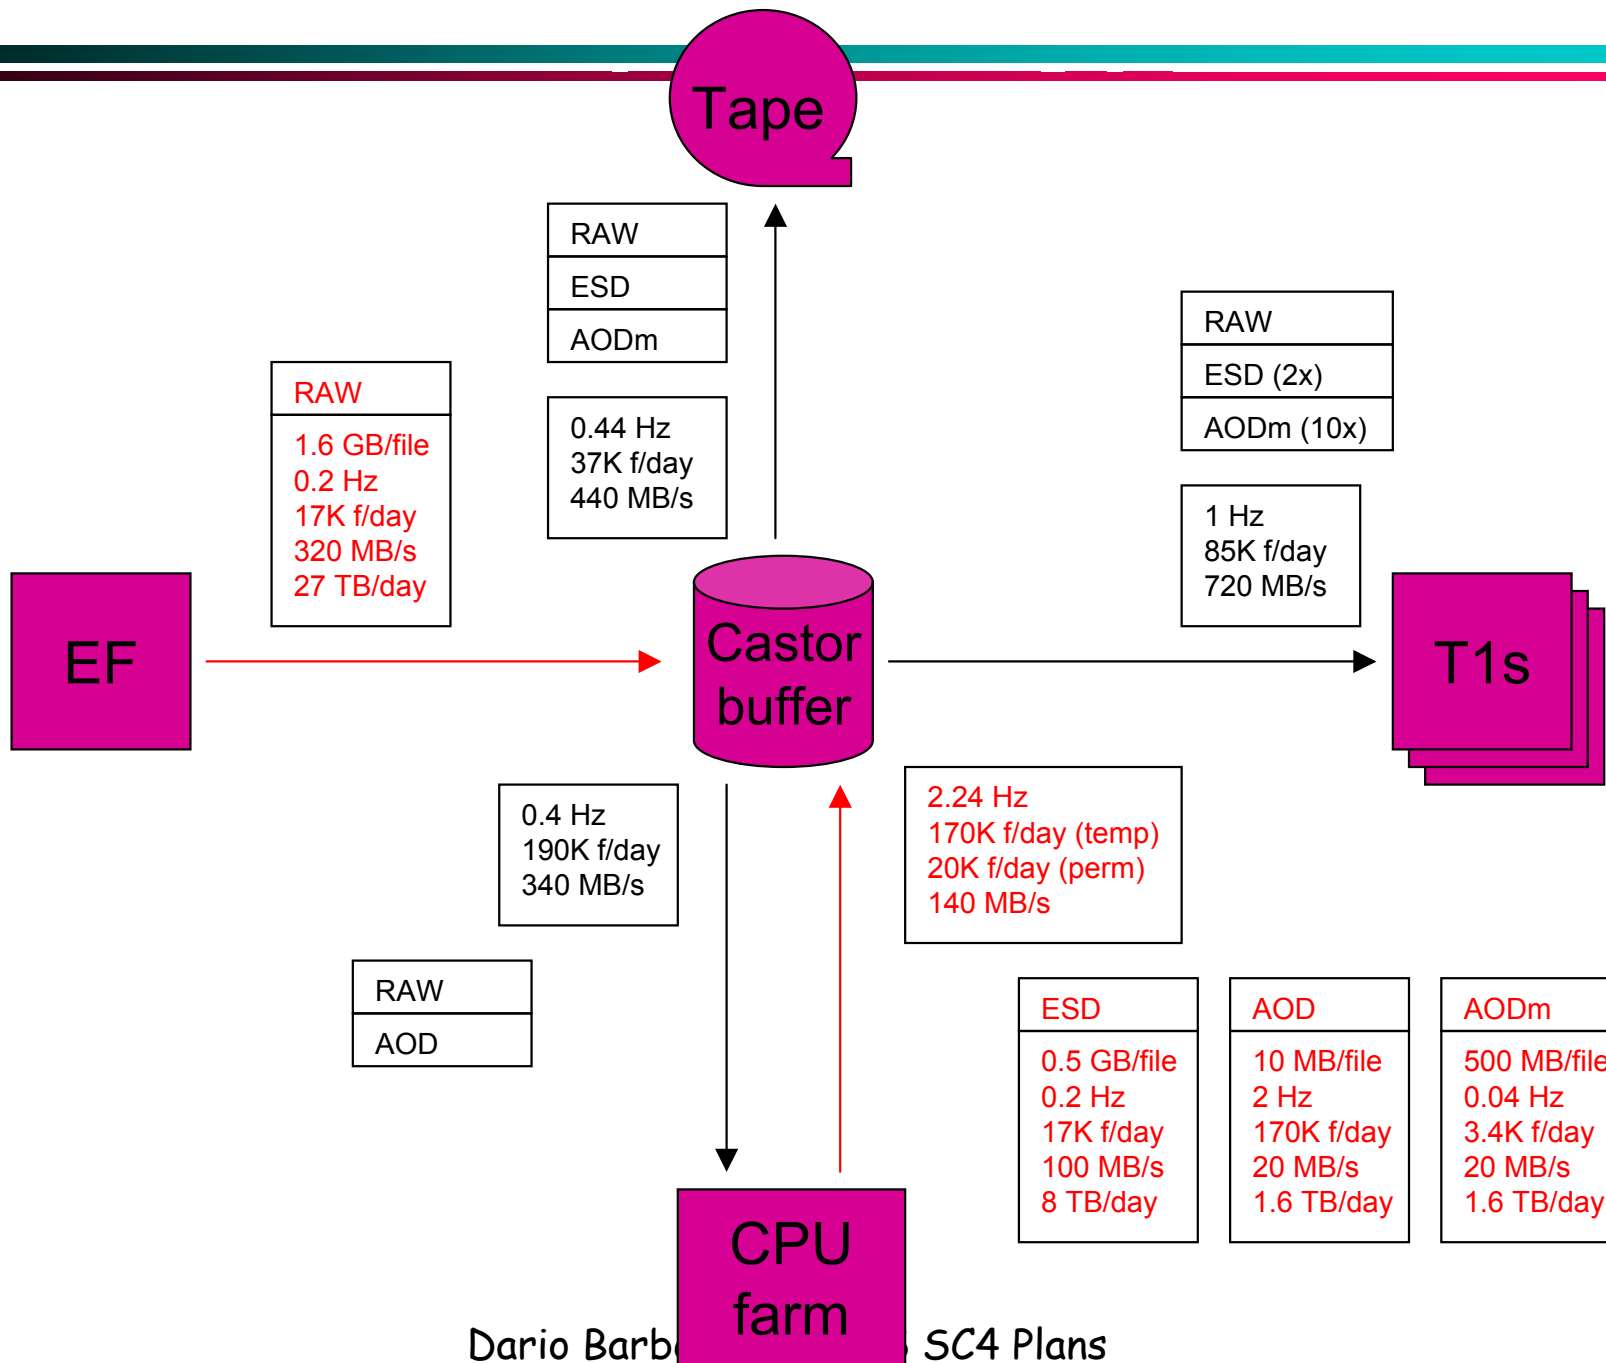 Tape
RAW
ESD
AODm
0.44 Hz
37K f/day
440 MB/s
RAW
ESD (2x)
AODm (10x)
1 Hz
85K f/day
720 MB/s
RAW
1.6 GB/file
0.2 Hz
17K f/day
320 MB/s
27 TB/day
EF
Castor
buffer
T1s
0.4 Hz
190K f/day
340 MB/s
RAW
AOD
2.24 Hz
170K f/day (temp)
20K f/day (perm)
140 MB/s
ESD
0.5 GB/file
0.2 Hz
17K f/day
100 MB/s
8 TB/day
AOD
10 MB/file
2 Hz
170K f/day
20 MB/s
1.6 TB/day
AODm
500 MB/file
0.04 Hz
3.4K f/day
20 MB/s
1.6 TB/day
CPU
farm
Dario SC4 Plans